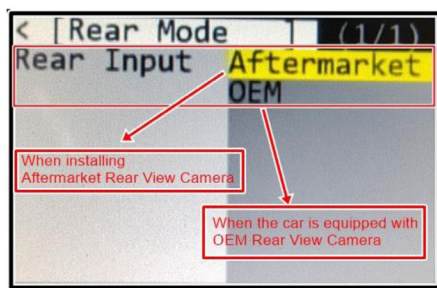 < [Rear Mode ] (1/1)
Rear Input Aftermarket
OEM
When installing
Aftermarket Rear View Camera
When the car is equipped with
OEM Rear View Camera